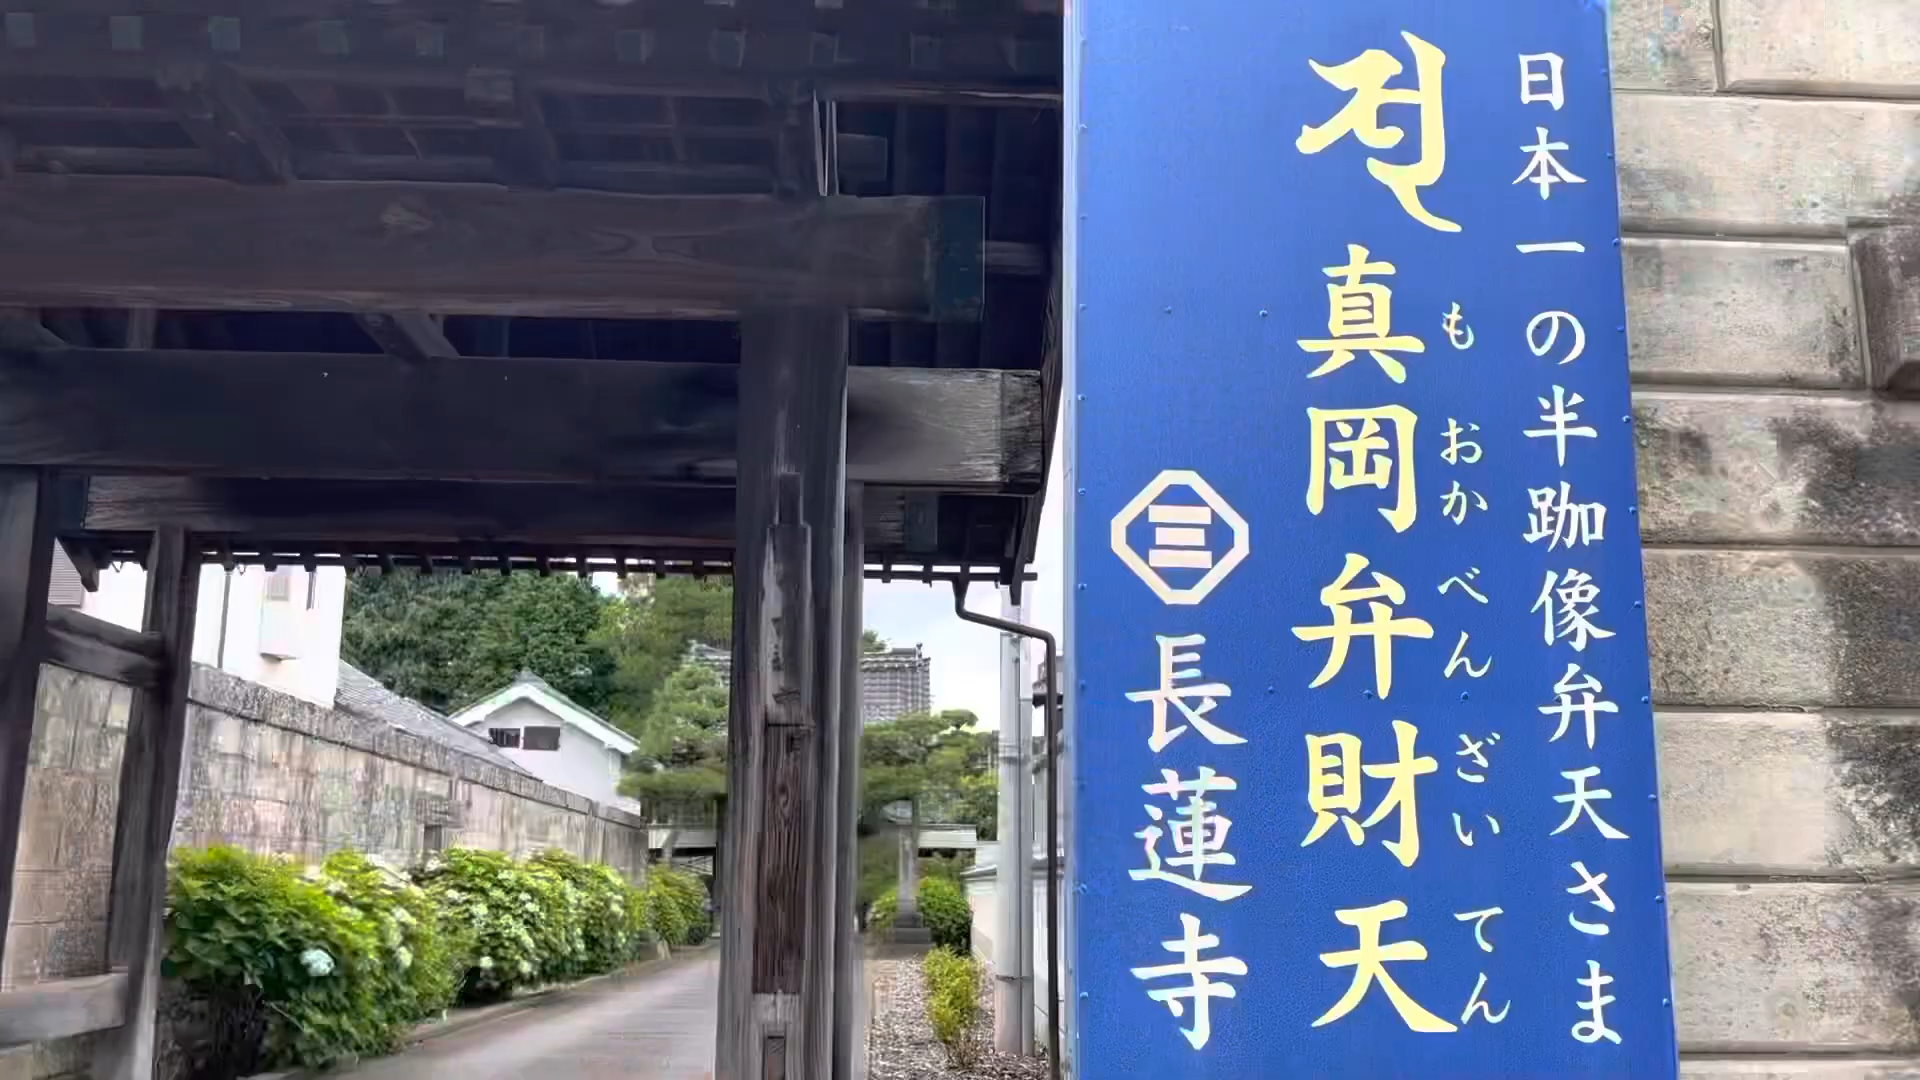 日本一の半跏像弁天さま
真岡弁財天
もおかべんざいてん
長蓮寺